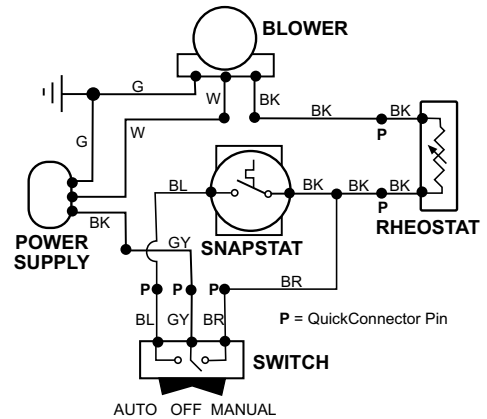 BLOWER
G
W
BK
BK
BK
P
G
W
BL
BK
BK
BK
P
RHEOSTAT
SNAPSTAT
POWER
SUPPLY
BK
GY
BR
P
P
P
BL
GY
BR
P = QuickConnector Pin
SWITCH
AUTO OFF MANUAL